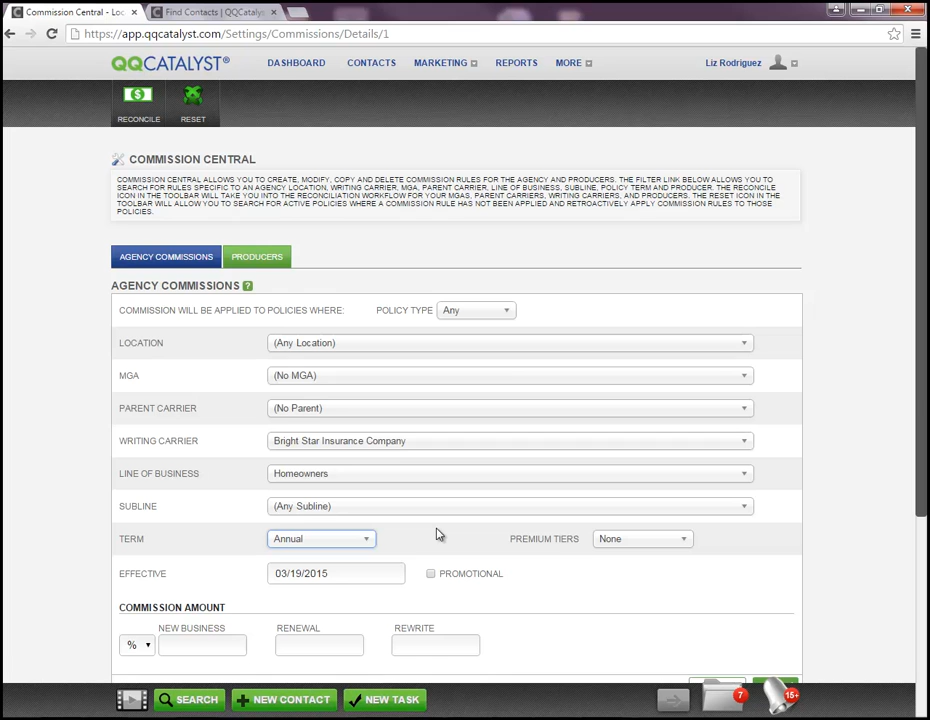 Commission Central - Loc
Find Contacts | QQCatalyst
https://app.qqcatalyst.com/Settings/Commissions/Details/1
QQCATALYST®
DASHBOARD CONTACTS MARKETING REPORTS MORE
Liz Rodriguez
RECONCILE RESET
COMMISSION CENTRAL
COMMISSION CENTRAL ALLOWS YOU TO CREATE, MODIFY, COPY AND DELETE COMMISSION RULES FOR THE AGENCY AND PRODUCERS. THE FILTER LINK BELOW ALLOWS YOU TO
SEARCH FOR RULES SPECIFIC TO AN AGENCY LOCATION, WRITING CARRIER, MGA, PARENT CARRIER, LINE OF BUSINESS, SUBLINE, POLICY TERM AND PRODUCER. THE RECONCILE
ICON IN THE TOOLBAR WILL TAKE YOU INTO THE RECONCILIATION WORKFLOW FOR YOUR MGAS, PARENT CARRIERS, WRITING CARRIERS, AND PRODUCERS. THE RESET ICON IN THE
TOOLBAR WILL ALLOW YOU TO SEARCH FOR ACTIVE POLICIES WHERE A COMMISSION RULE HAS NOT BEEN APPLIED AND RETROACTIVELY APPLY COMMISSION RULES TO THOSE
POLICIES.
AGENCY COMMISSIONS PRODUCERS
AGENCY COMMISSIONS ?
COMMISSION WILL BE APPLIED TO POLICIES WHERE: POLICY TYPE Any
LOCATION (Any Location)
MGA (No MGA)
PARENT CARRIER (No Parent)
WRITING CARRIER Bright Star Insurance Company
LINE OF BUSINESS Homeowners
SUBLINE (Any Subline)
TERM Annual PREMIUM TIERS None
EFFECTIVE 03/19/2015 PROMOTIONAL
COMMISSION AMOUNT
NEW BUSINESS RENEWAL REWRITE
%
SEARCH NEW CONTACT NEW TASK 7 15+